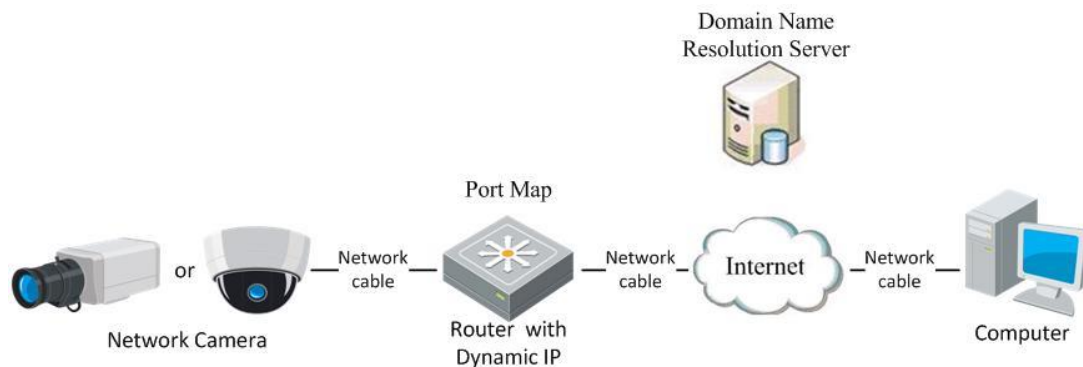 Domain Name
Resolution Server
Port Map
or
Network
cable
Network
cable
Internet
Network
cable
Network Camera
Router with
Dynamic IP
Computer